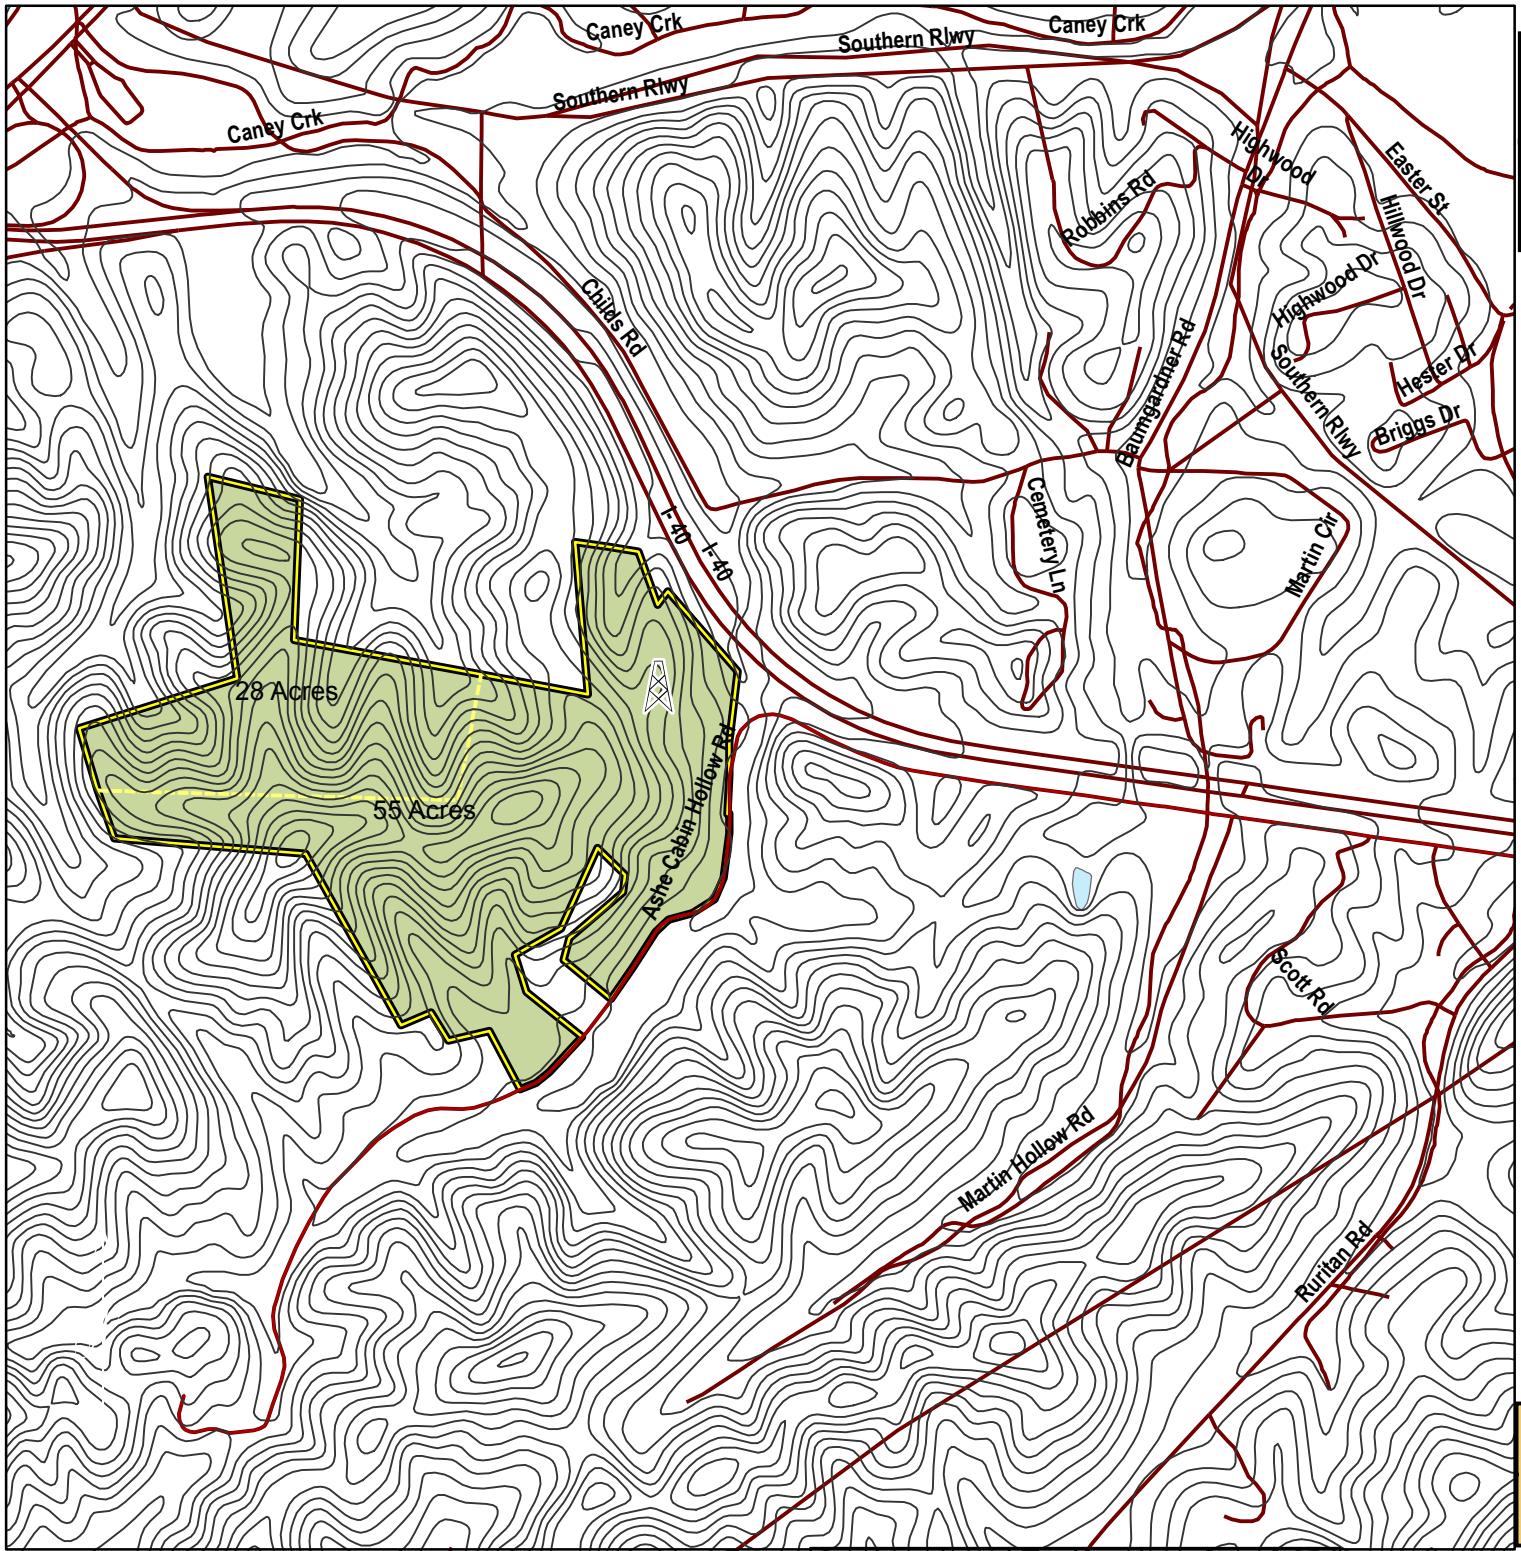 Caney Crk
Caney Crk
Southern Rlwy
Southern Rlwy
Caney Crk
Highwood
Dr
Easter St
Robbins Rd
Hillwood Dr
Highwood Dr
Childs Rd
Baumgardner Rd
Southern Rlwy
Hester Dr
Briggs Dr
I- 40
I- 40
Cemetery Ln
Martin Cir
28 Acres
55 Acres
Ashe Cabin Hollow Rd
Scott Rd
Martin Hollow Rd
Ruritan Rd